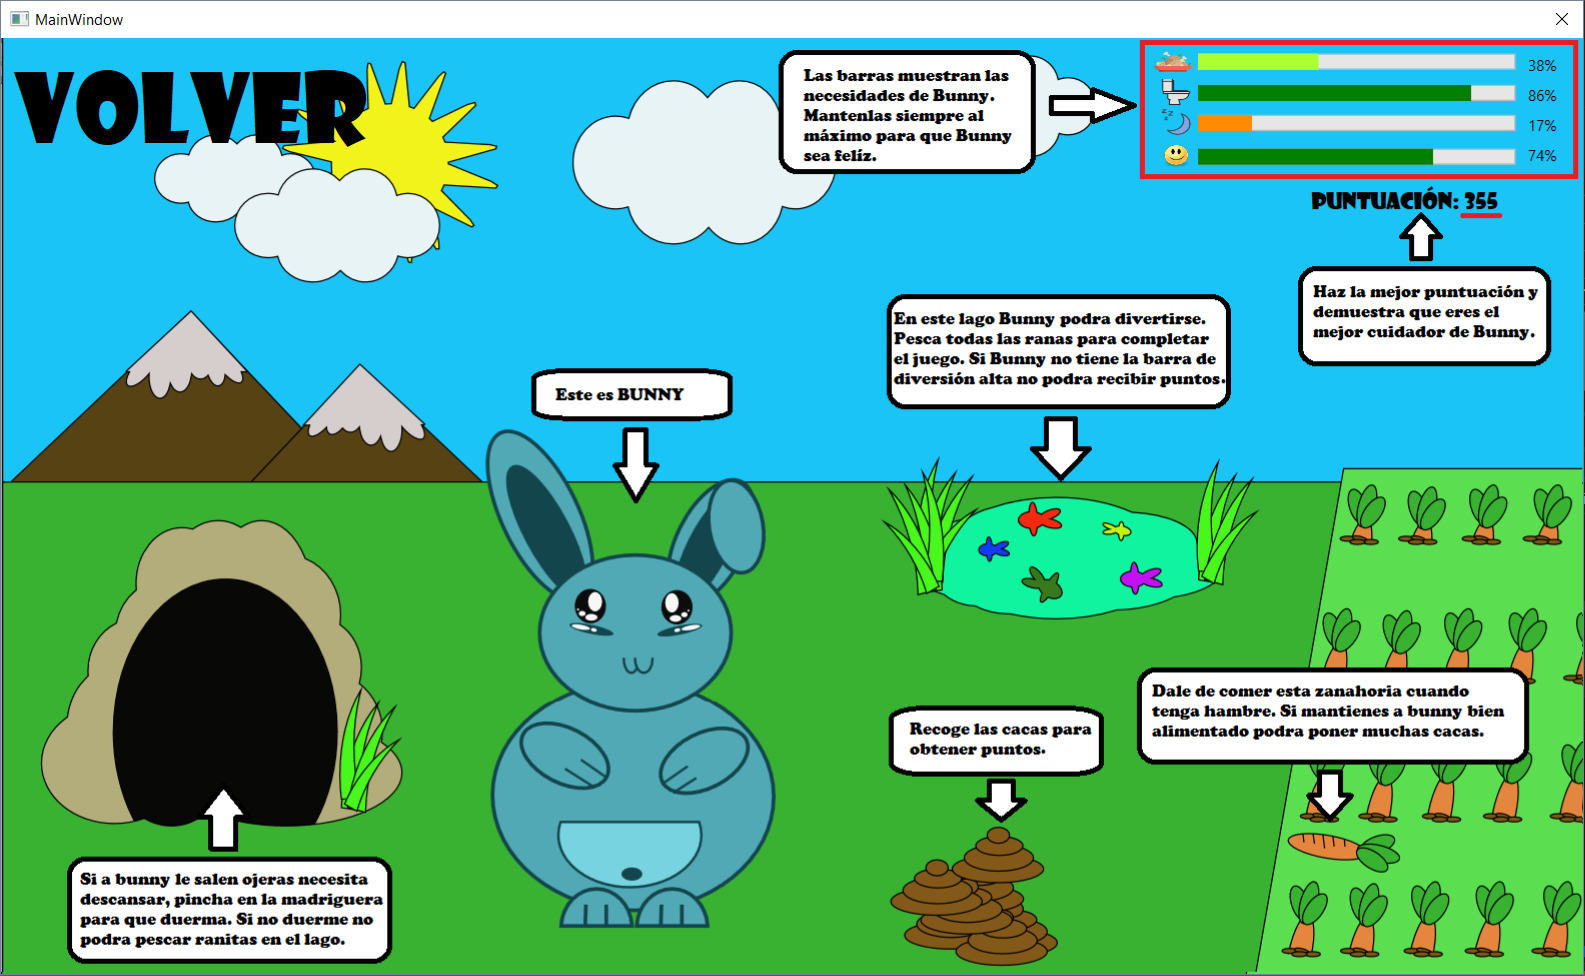 MainWindow
VOLVER
Las barras muestran las
necesidades de Bunny.
Mantenlas siempre al
máximo para que Bunny
sea felíz.
38%
86%
zzz
17%
74%
PUNTUACIÓN: 355
Haz la mejor puntuación y
demuestra que eres el
mejor cuidador de Bunny.
En este lago Bunny podra divertirse.
Pesca todas las ranas para completar
el juego. Si Bunny no tiene la barra de
diversión alta no podra recibir puntos.
Este es BUNNY
Dale de comer esta zanahoria cuando
tenga hambre. Si mantienes a bunny bien
alimentado podra poner muchas cacas.
Recoge las cacas para
obtener puntos.
Si a bunny le salen ojeras necesita
descansar, pincha en la madriguera
para que duerma. Si no duerme no
podra pescar ranitas en el lago.